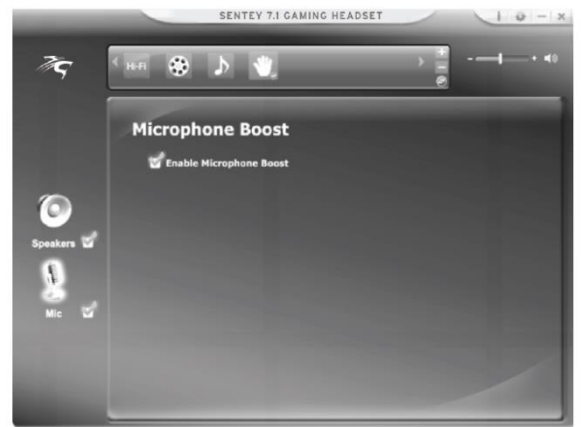 SENTEY 7.1 GAMING HEADSET
Hi-Fi
Microphone Boost
Enable Microphone Boost
Speakers
Mic